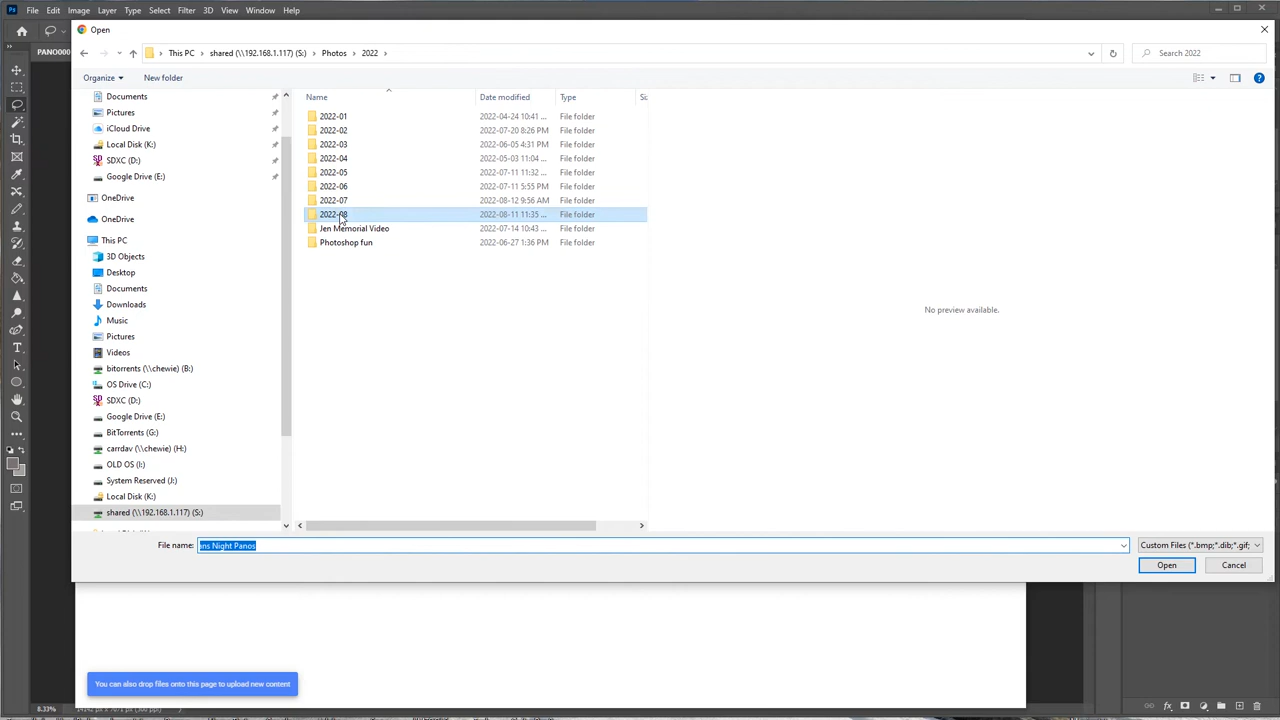 Ps File Edit Image Layer Type Select Filter 3D View Window Help
Open
PANO000
This PC > shared (\\192.168.1.117) (S:) > Photos > 2022 >
Search 2022
Organize New folder
Documents
Pictures
iCloud Drive
Local Disk (K:)
SDXC (D:)
Google Drive (E:)
OneDrive
OneDrive
This PC
3D Objects
Desktop
Documents
Downloads
Music
Pictures
Videos
bitorrents (\\chewie) (B:)
OS Drive (C:)
SDXC (D:)
Google Drive (E:)
BitTorrents (G:)
carrdav (\\chewie) (H:)
OLD OS (I:)
System Reserved (J:)
Local Disk (K:)
shared (\\192.168.1.117) (S:)
Name Date modified Type Si
2022-01 2022-04-24 10:41 ... File folder
2022-02 2022-07-20 8:26 PM File folder
2022-03 2022-06-05 4:31 PM File folder
2022-04 2022-05-03 11:04 ... File folder
2022-05 2022-07-11 11:32 ... File folder
2022-06 2022-07-11 5:55 PM File folder
2022-07 2022-08-12 9:56 AM File folder
2022-08 2022-08-11 11:35 ... File folder
Jen Memorial Video 2022-07-14 10:43 ... File folder
Photoshop fun 2022-06-27 1:36 PM File folder
No preview available.
File name: ans Night Panos
Custom Files (*.bmp;*.dib;*.gif;
Open Cancel
You can also drop files onto this page to upload new content
8.33%